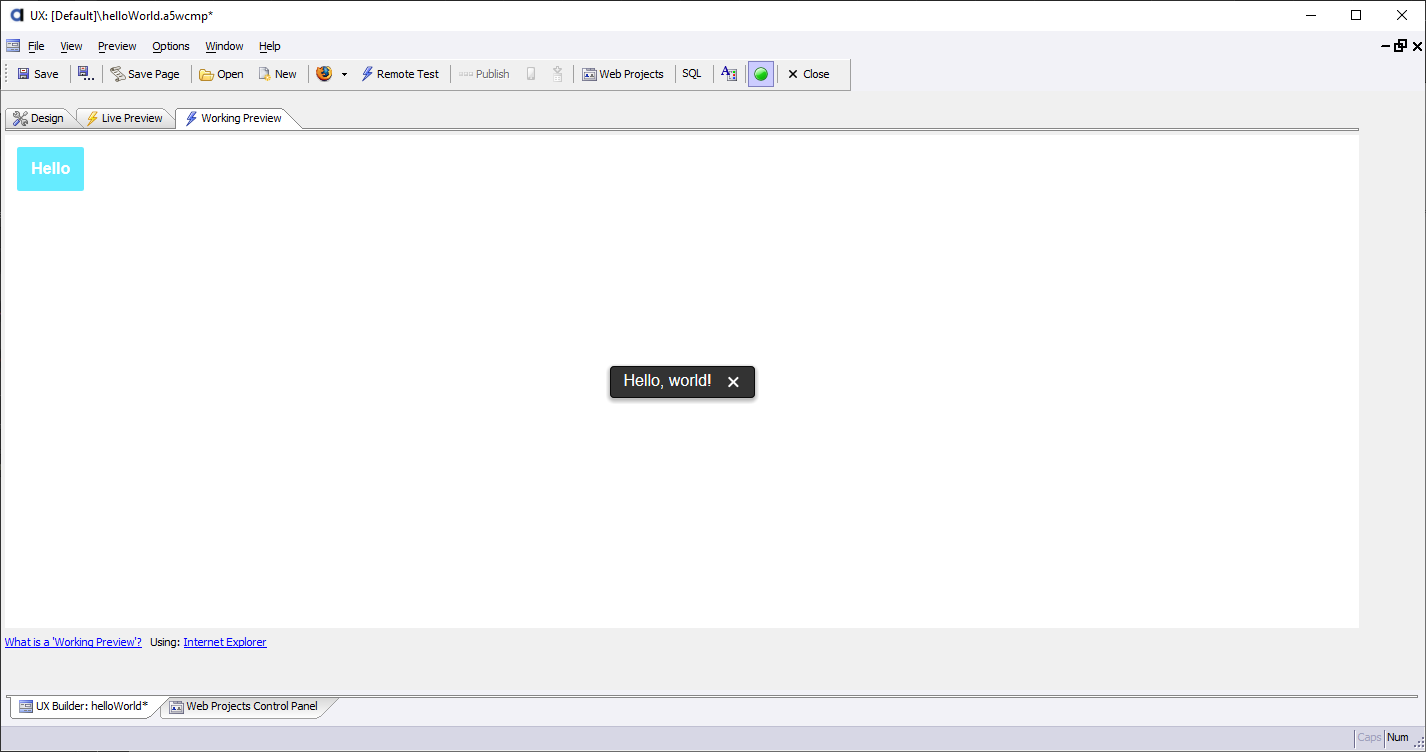 UX: [Default]\helloWorld.a5wcmp*
File View Preview Options Window Help
Save Save Page Open New Remote Test Publish Web Projects SQL Close
Design Live Preview Working Preview
Hello
Hello, world!
What is a 'Working Preview'? Using: Internet Explorer
UX Builder: helloWorld* Web Projects Control Panel
Caps Num